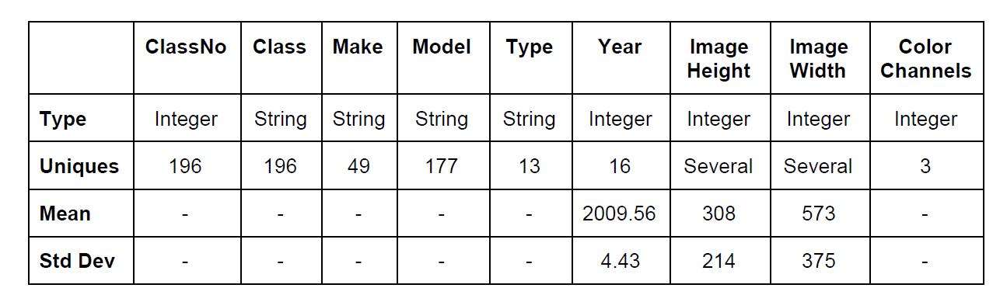 ClassNo Class Make Model Type Year Image Height Image Width Color Channels
Type Integer String String String String Integer Integer Integer Integer
Uniques 196 196 49 177 13 16 Several Several 3
Mean - - - - - 2009.56 308 573 -
Std Dev - - - - - 4.43 214 375 -